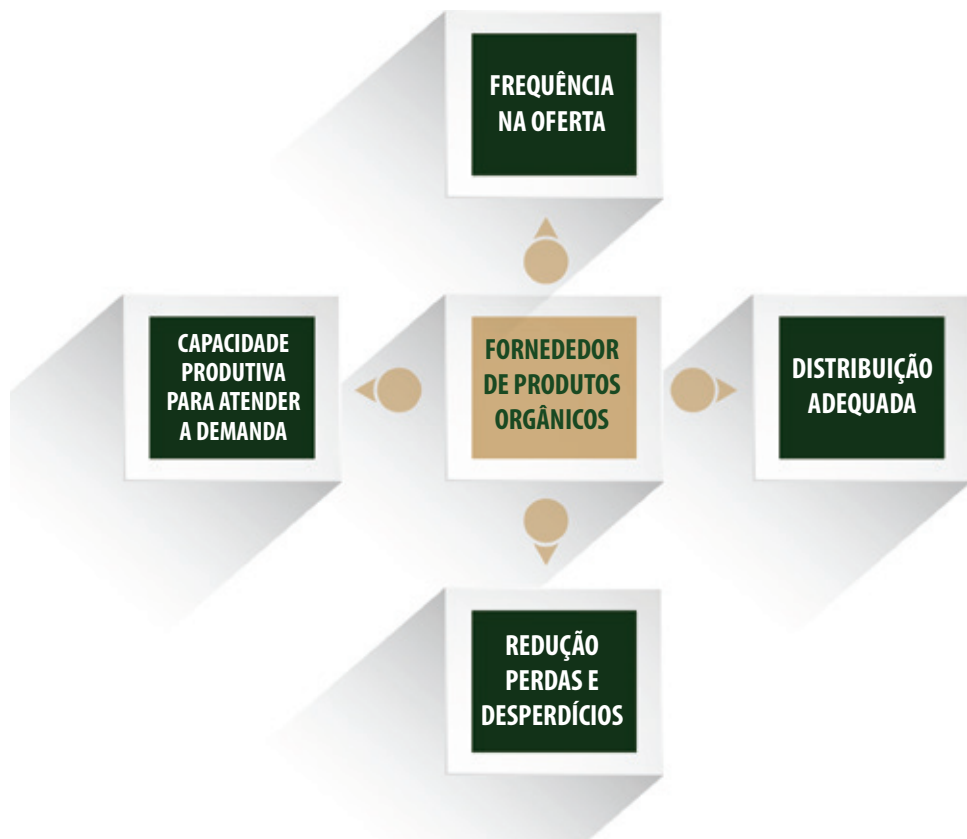 FREQUÊNCIA
NA OFERTA
CAPACIDADE
PRODUTIVA
PARA ATENDER
A DEMANDA
FORNEDEDOR
DE PRODUTOS
ORGÂNICOS
DISTRIBUIÇÃO
ADEQUADA
REDUÇÃO
PERDAS E
DESPERDÍCIOS